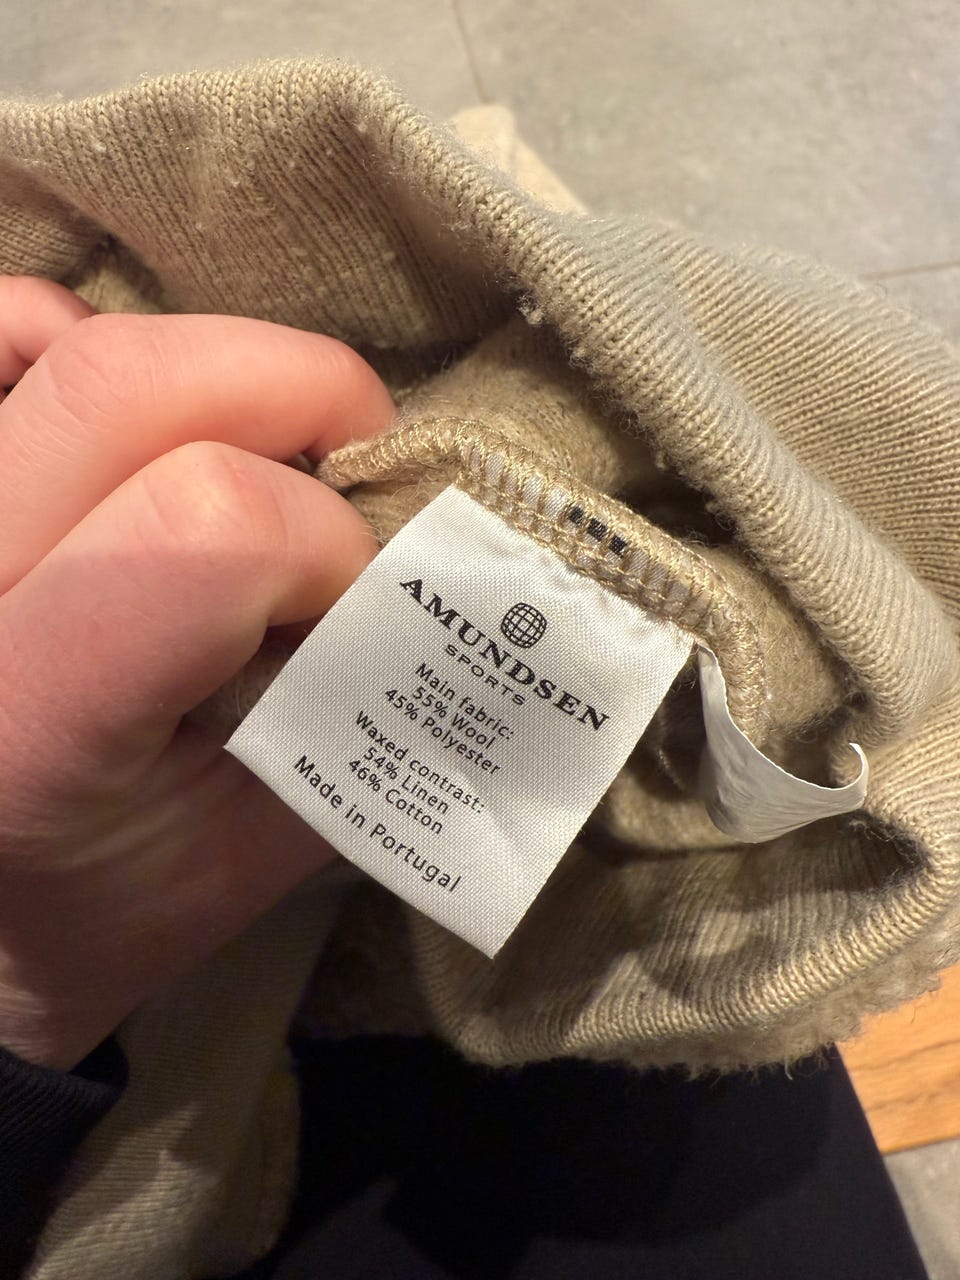 AMUNDSEN
SPORTS
Main fabric:
55% Wool
45% Polyester
Waxed contrast:
54% Linen
46% Cotton
Made in Portugal